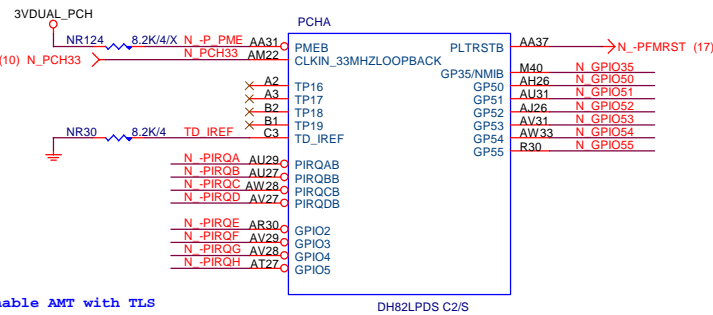 3VDUAL_PCH
PCHA
NR124 8.2K/4/X N_-P_PME AA31 PMEB PLTRSTB AA37 N_-PFMRST (17)
(10) N_PCH33 N_PCH33 AM22 CLKIN_33MHZLOOPBACK
GP35/NMIB M40 N_GPIO35
A2 TP16 GP50 AH26 N_GPIO50
A3 TP17 GP51 AU31 N_GPIO51
B2 TP18 GP52 AJ26 N_GPIO52
B1 TP19 GP53 AV31 N_GPIO53
NR30 8.2K/4 TD_IREF C3 TD_IREF GP54 AW33 N_GPIO54
GP55 R30 N_GPIO55
N_-PIRQA AU29 PIRQAB
N_-PIRQB AU27 PIRQBB
N_-PIRQC AW28 PIRQCB
N_-PIRQD AV27 PIRQDB
N_-PIRQE AR30 GPIO2
N_-PIRQF AV29 GPIO3
N_-PIRQG AV28 GPIO4
N_-PIRQH AT27 GPIO5
nable AMT with TLS
DH82LPDS C2/S